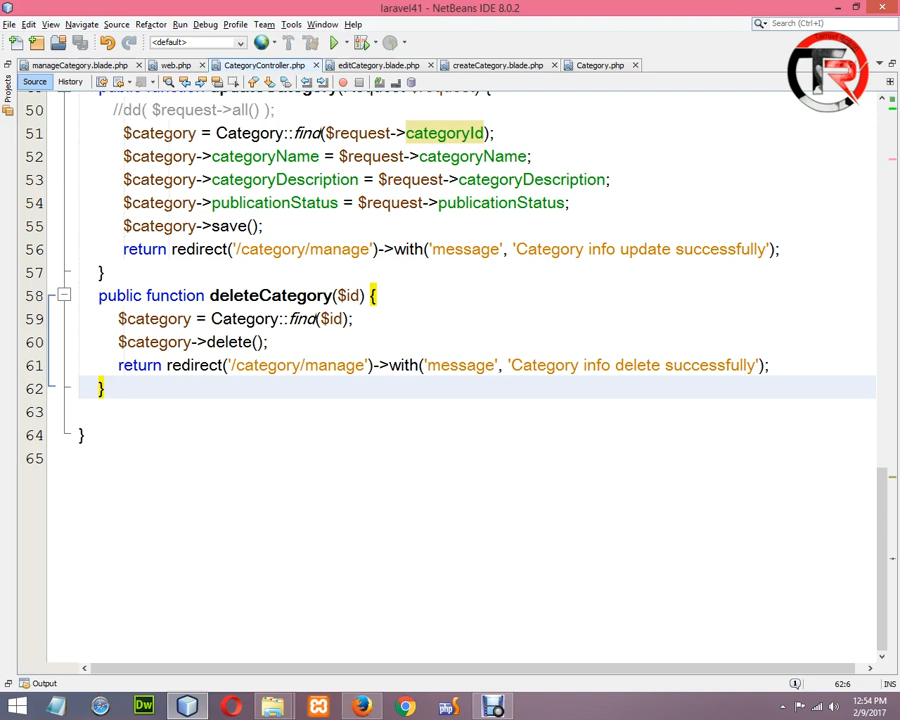 laravel41 - NetBeans IDE 8.0.2
File Edit View Navigate Source Refactor Run Debug Profile Team Tools Window Help
Search (Ctrl+I)
<default>
manageCategory.blade.php web.php CategoryController.php editCategory.blade.php createCategory.blade.php Category.php
Source History
Projects
50 //dd( $request->all() );
51 $category = Category::find($request->categoryId);
52 $category->categoryName = $request->categoryName;
53 $category->categoryDescription = $request->categoryDescription;
54 $category->publicationStatus = $request->publicationStatus;
55 $category->save();
56 return redirect('/category/manage')->with('message', 'Category info update successfully');
57 }
58 public function deleteCategory($id) {
59 $category = Category::find($id);
60 $category->delete();
61 return redirect('/category/manage')->with('message', 'Category info delete successfully');
62 }
63
64 }
65
Output
62:6 INS
Dw
php
12:54 PM
2/9/2017